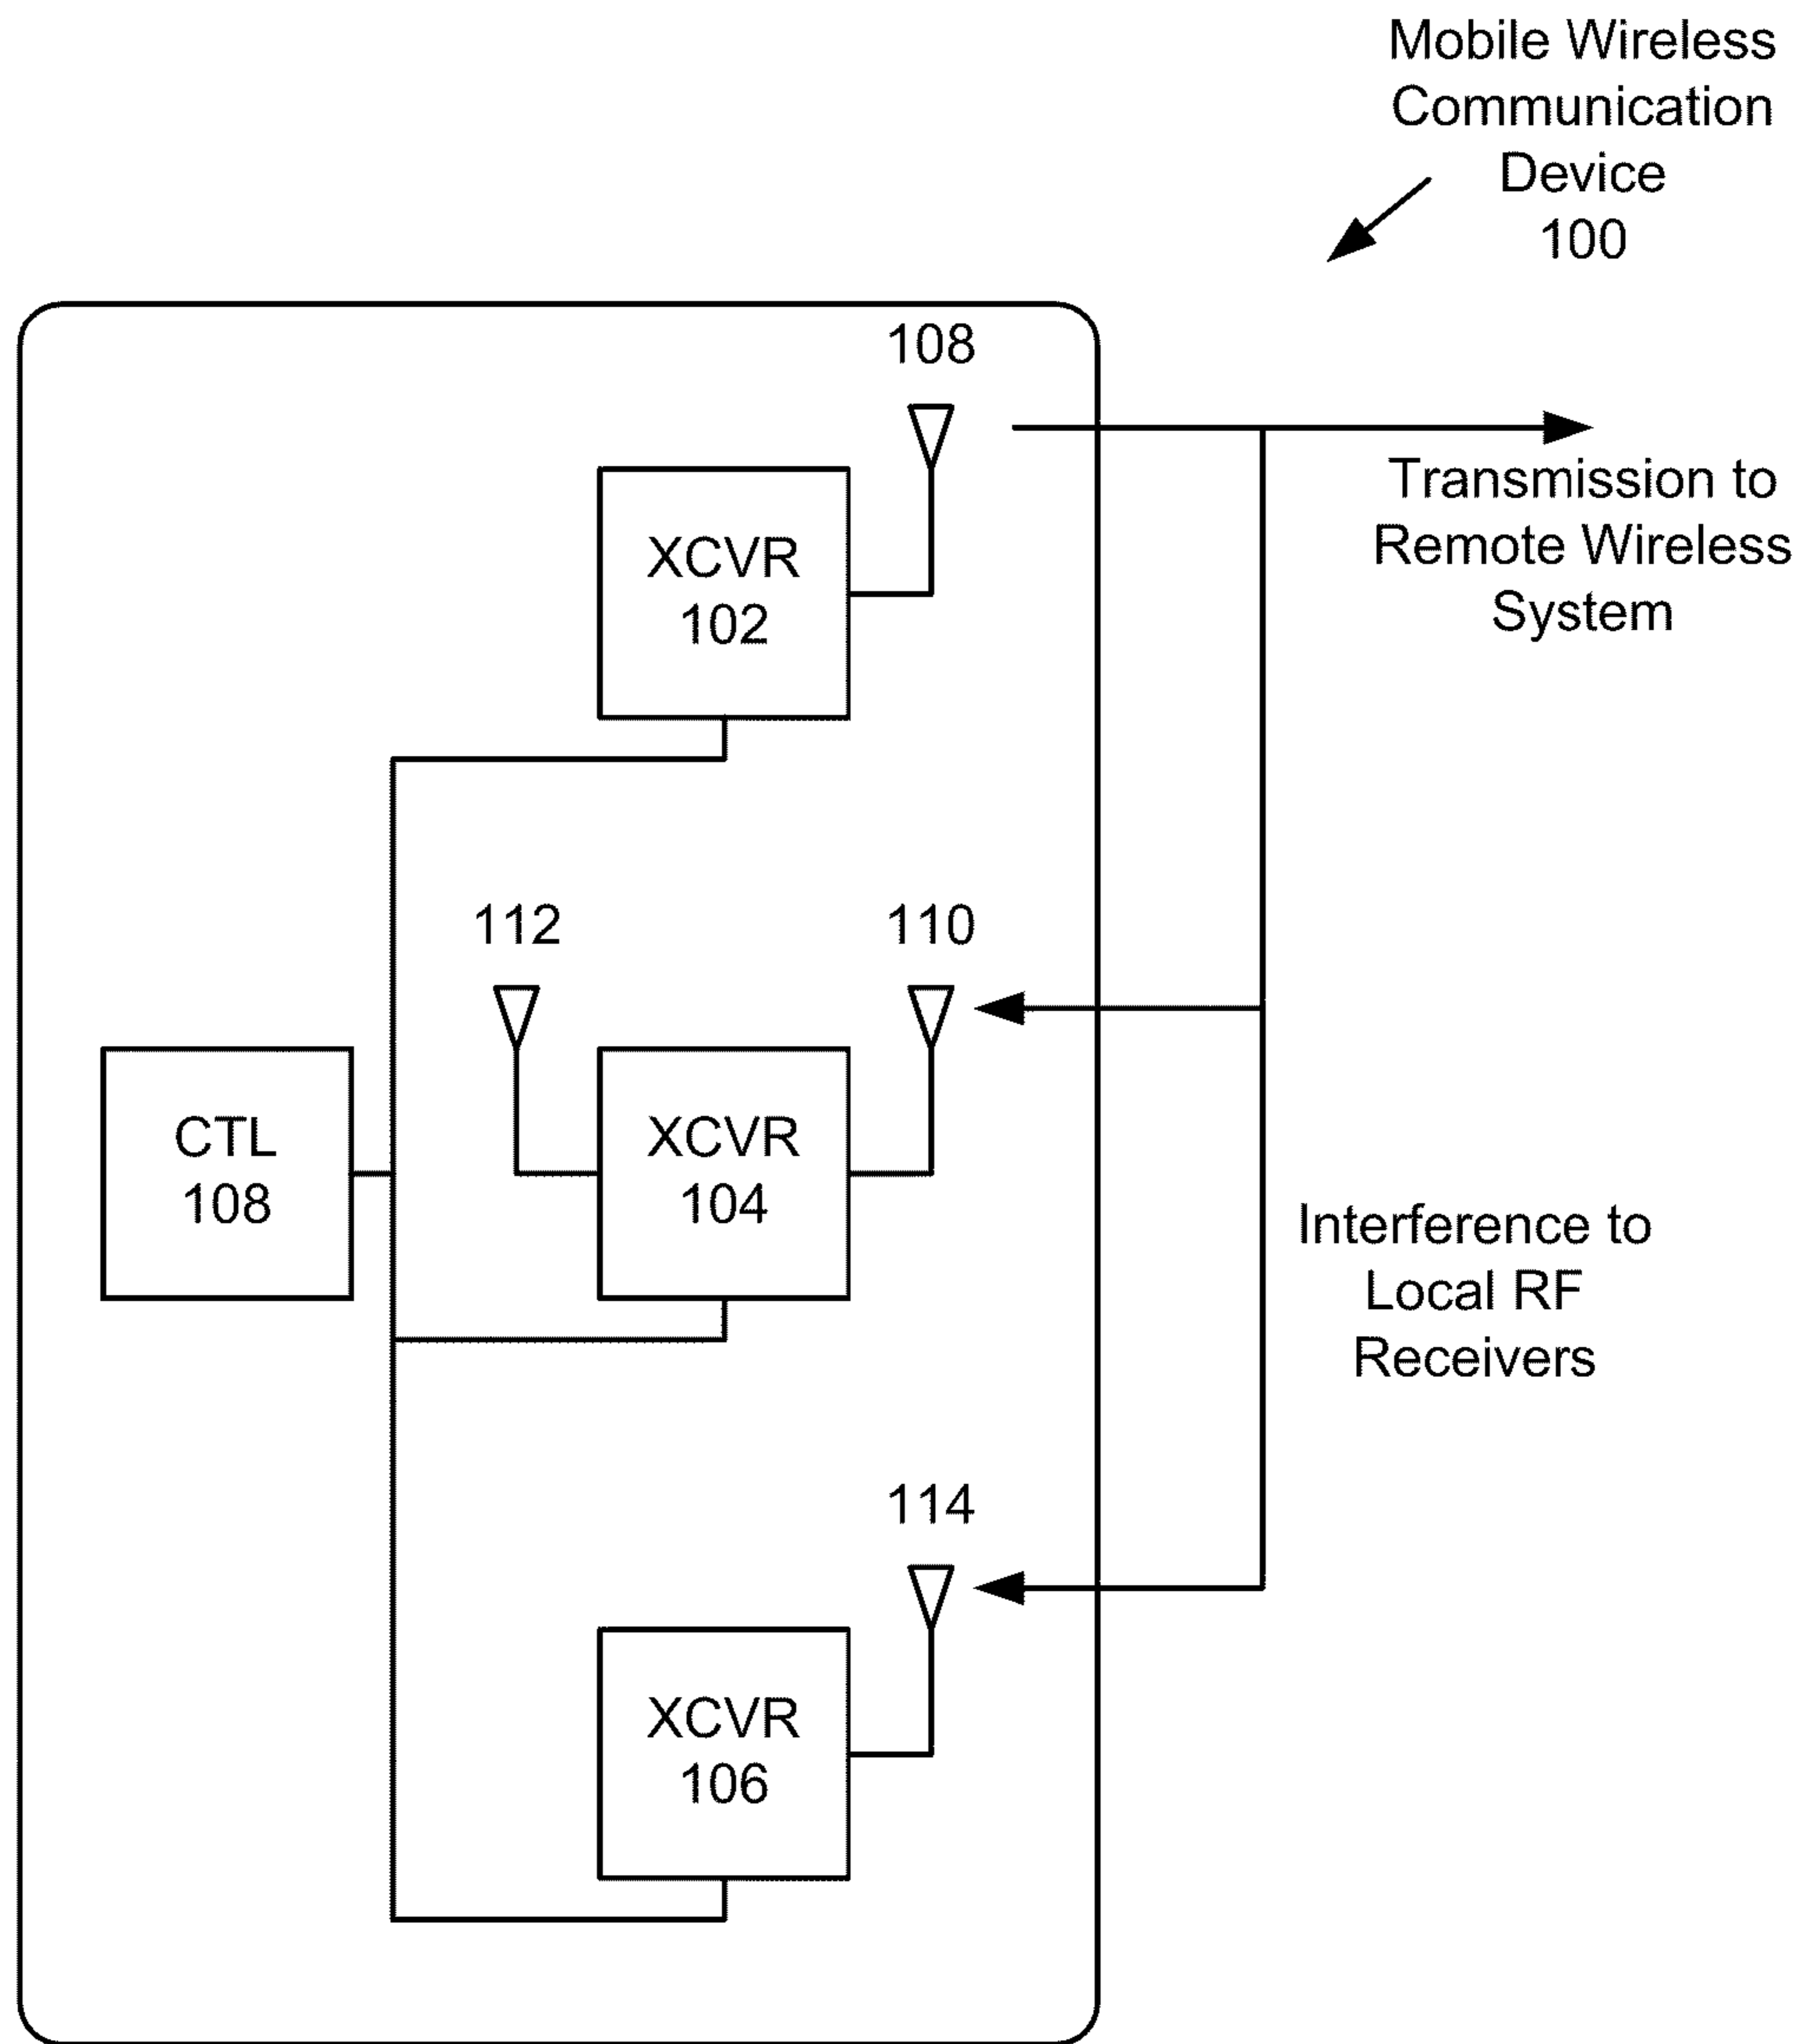 Mobile Wireless
Communication
Device
100
108
Transmission to
Remote Wireless
System
XCVR
102
112
110
CTL
108
XCVR
104
Interference to
Local RF
Receivers
114
XCVR
106